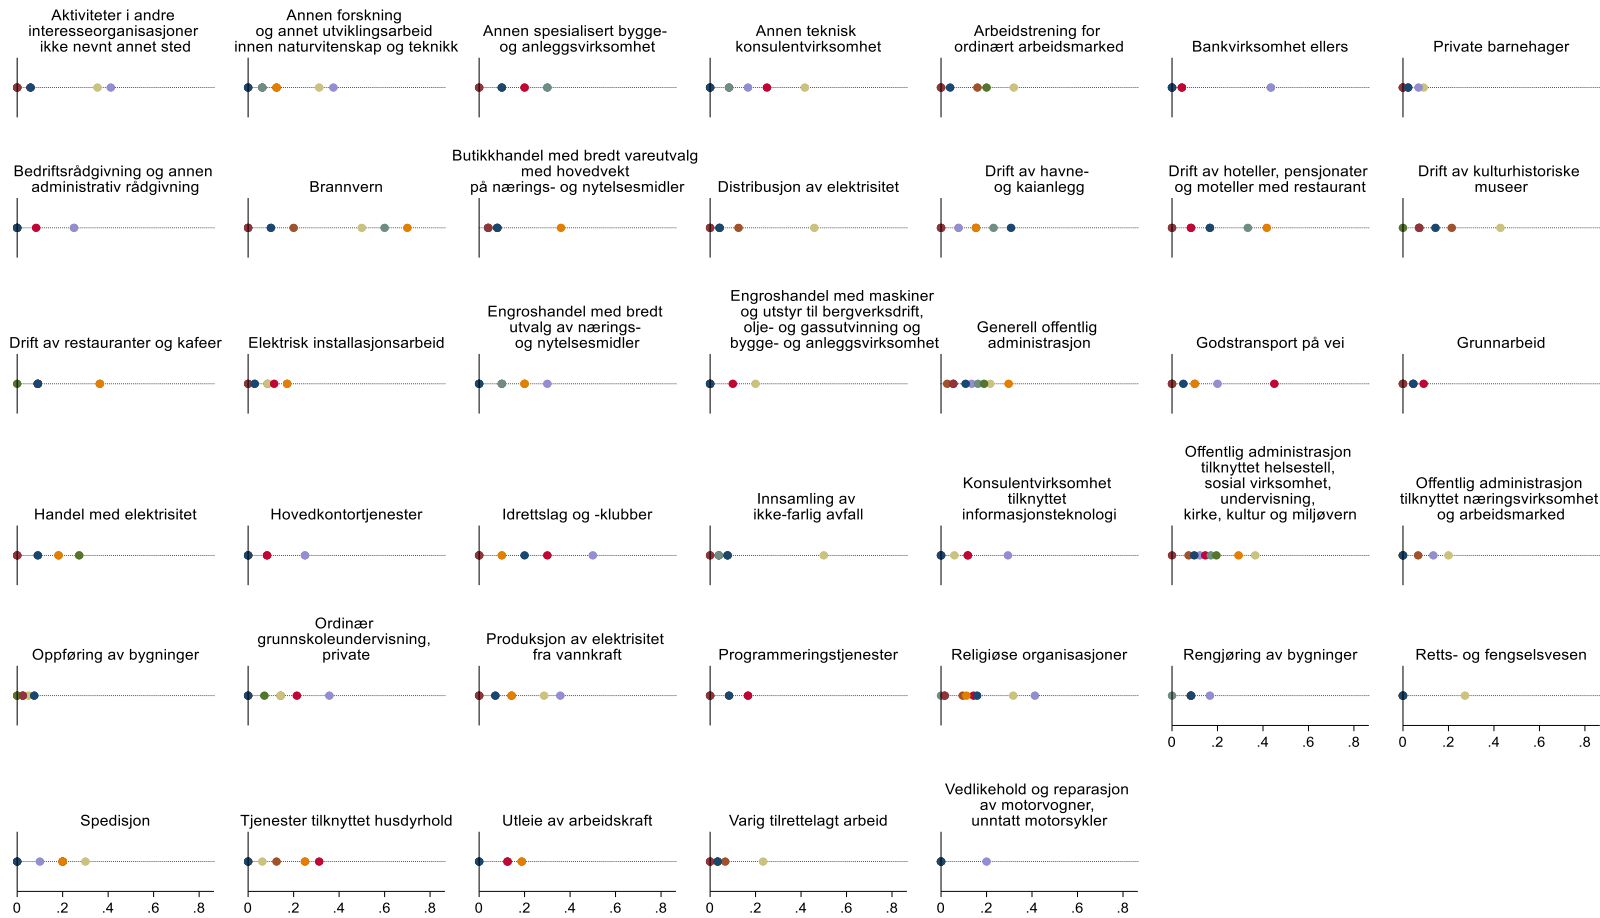 Aktiviteter i andre
interesseorganisasjoner
ikke nevnt annet sted
Annen forskning
og annet utviklingsarbeid
innen naturvitenskap og teknikk
Annen spesialisert bygge-
og anleggsvirksomhet
Annen teknisk
konsulentvirksomhet
Arbeidstrening for
ordinært arbeidsmarked
Bankvirksomhet ellers
Private barnehager
Bedriftsrådgivning og annen
administrativ rådgivning
Brannvern
Butikkhandel med bredt vareutvalg
med hovedvekt
på nærings- og nytelsesmidler
Distribusjon av elektrisitet
Drift av havne-
og kaianlegg
Drift av hoteller, pensjonater
og moteller med restaurant
Drift av kulturhistoriske
museer
Drift av restauranter og kafeer
Elektrisk installasjonsarbeid
Engroshandel med bredt
utvalg av nærings-
og nytelsesmidler
Engroshandel med maskiner
og utstyr til bergverksdrift,
olje- og gassutvinning og
bygge- og anleggsvirksomhet
Generell offentlig
administrasjon
Godstransport på vei
Grunnarbeid
Handel med elektrisitet
Hovedkontortjenester
Idrettslag og -klubber
Innsamling av
ikke-farlig avfall
Konsulentvirksomhet
tilknyttet
informasjonsteknologi
Offentlig administrasjon
tilknyttet helsestell,
sosial virksomhet,
undervisning,
kirke, kultur og miljøvern
Offentlig administrasjon
tilknyttet næringsvirksomhet
og arbeidsmarked
Oppføring av bygninger
Ordinær
grunnskoleundervisning,
private
Produksjon av elektrisitet
fra vannkraft
Programmeringstjenester
Religiøse organisasjoner
Rengjøring av bygninger
Retts- og fengselsvesen
0 .2 .4 .6 .8
0 .2 .4 .6 .8
Spedisjon
Tjenester tilknyttet husdyrhold
Utleie av arbeidskraft
Varig tilrettelagt arbeid
Vedlikehold og reparasjon
av motorvogner,
unntatt motorsykler
0 .2 .4 .6 .8
0 .2 .4 .6 .8
0 .2 .4 .6 .8
0 .2 .4 .6 .8
0 .2 .4 .6 .8